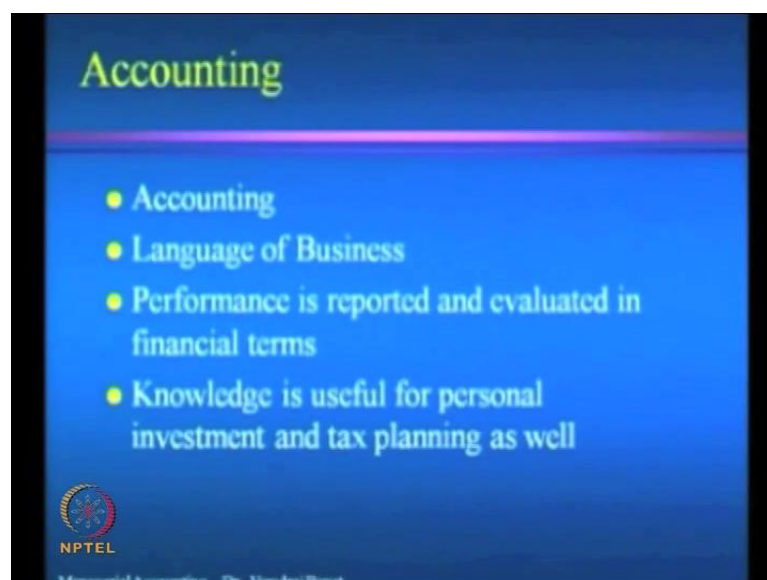 Accounting
Accounting
Language of Business
Performance is reported and evaluated in
financial terms
Knowledge is useful for personal
investment and tax planning as well
NPTEL